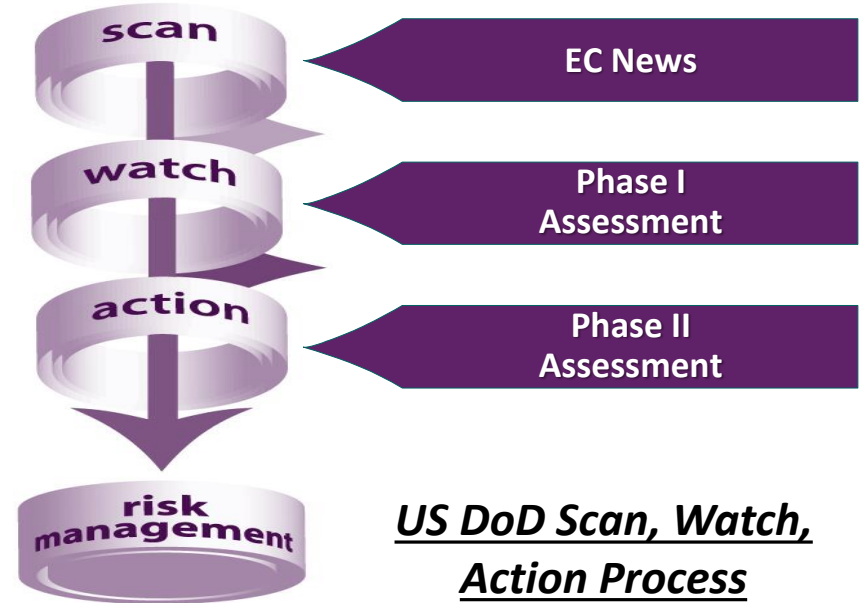 scan
EC News
watch
Phase I
Assessment
action
Phase II
Assessment
risk
management
US DoD Scan, Watch,
Action Process